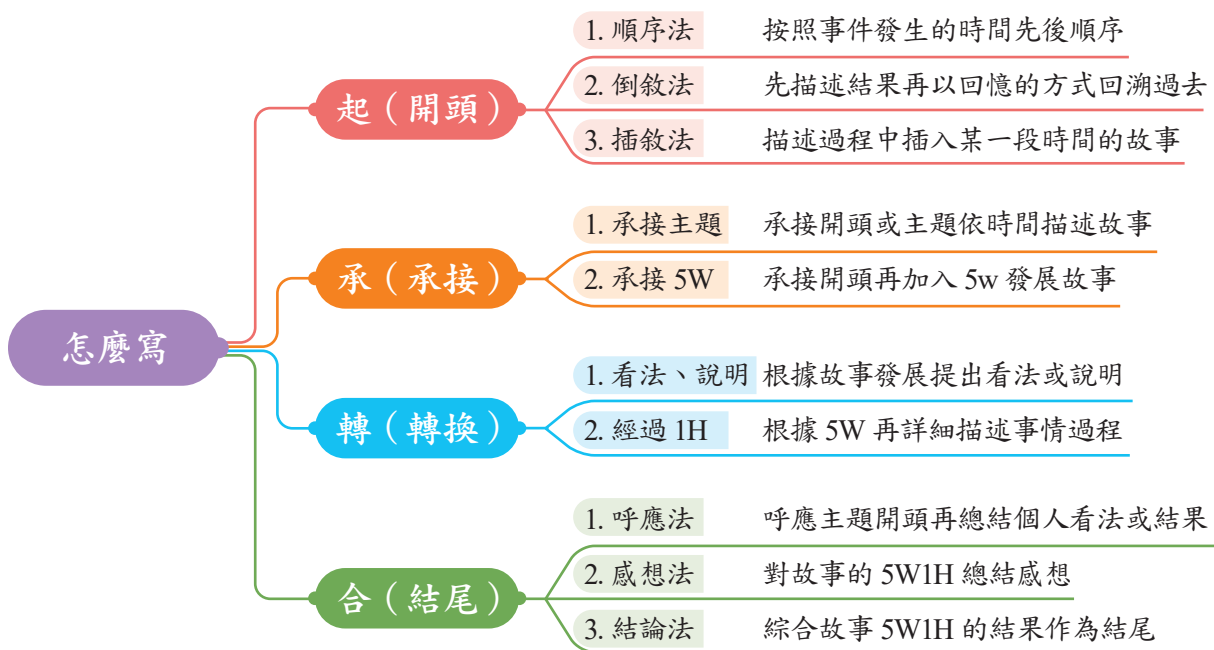 怎麼寫
起（開頭）
1. 順序法 按照事件發生的時間先後順序
2. 倒敘法 先描述結果再以回憶的方式回溯過去
3. 插敘法 描述過程中插入某一段時間的故事
承（承接）
1. 承接主題 承接開頭或主題依時間描述故事
2. 承接 5W 承接開頭再加入 5w 發展故事
轉（轉換）
1. 看法、說明 根據故事發展提出看法或說明
2. 經過 1H 根據 5W 再詳細描述事情過程
合（結尾）
1. 呼應法 呼應主題開頭再總結個人看法或結果
2. 感想法 對故事的 5W1H 總結感想
3. 結論法 綜合故事 5W1H 的結果作為結尾